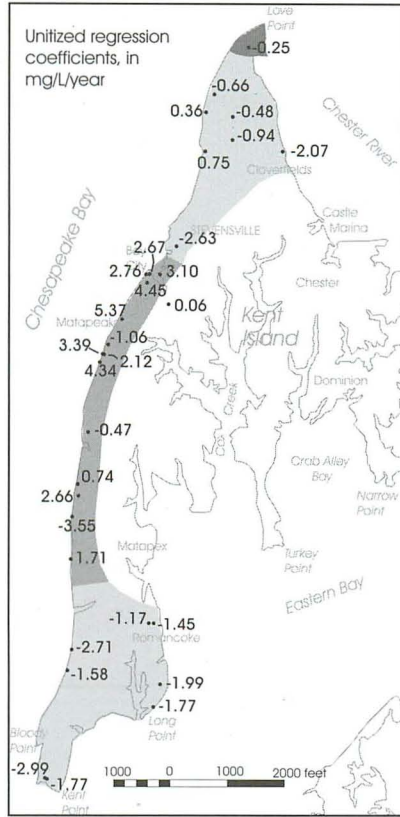 Unitized regression
coefficients, in
mg/L/year
Love
Point
-0.25
-0.66
0.36
-0.48
-0.94
0.75
-2.07
Chester River
Cloverfields
Castle
Marina
STEVENSVILLE
-2.63
2.67
2.76
3.10
4.45
0.06
Chester
Chesapeake Bay
5.37
Matapeak
Kent
Island
-1.06
3.39
2.12
4.34
Dominion
Cox Creek
-0.47
Crab Alley
Bay
0.74
2.66
Narrow
Point
-3.55
Matapex
1.71
Turkey
Point
Eastern Bay
-1.17
-1.45
Romancoke
-2.71
-1.58
-1.99
-1.77
Long
Point
Bloody
Point
-2.99
-1.77
Kent Point
1000 0 1000 2000 feet